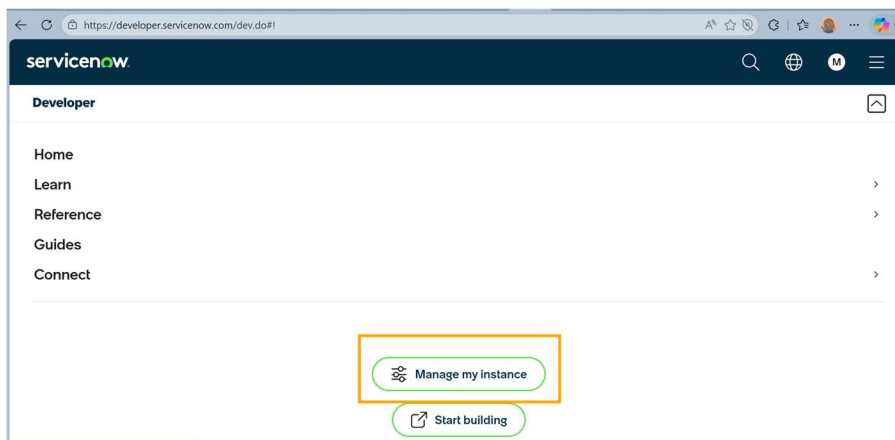 https://developer.servicenow.com/dev.do#!
servicenow.
M
Developer
Home
Learn
Reference
Guides
Connect
Manage my instance
Start building